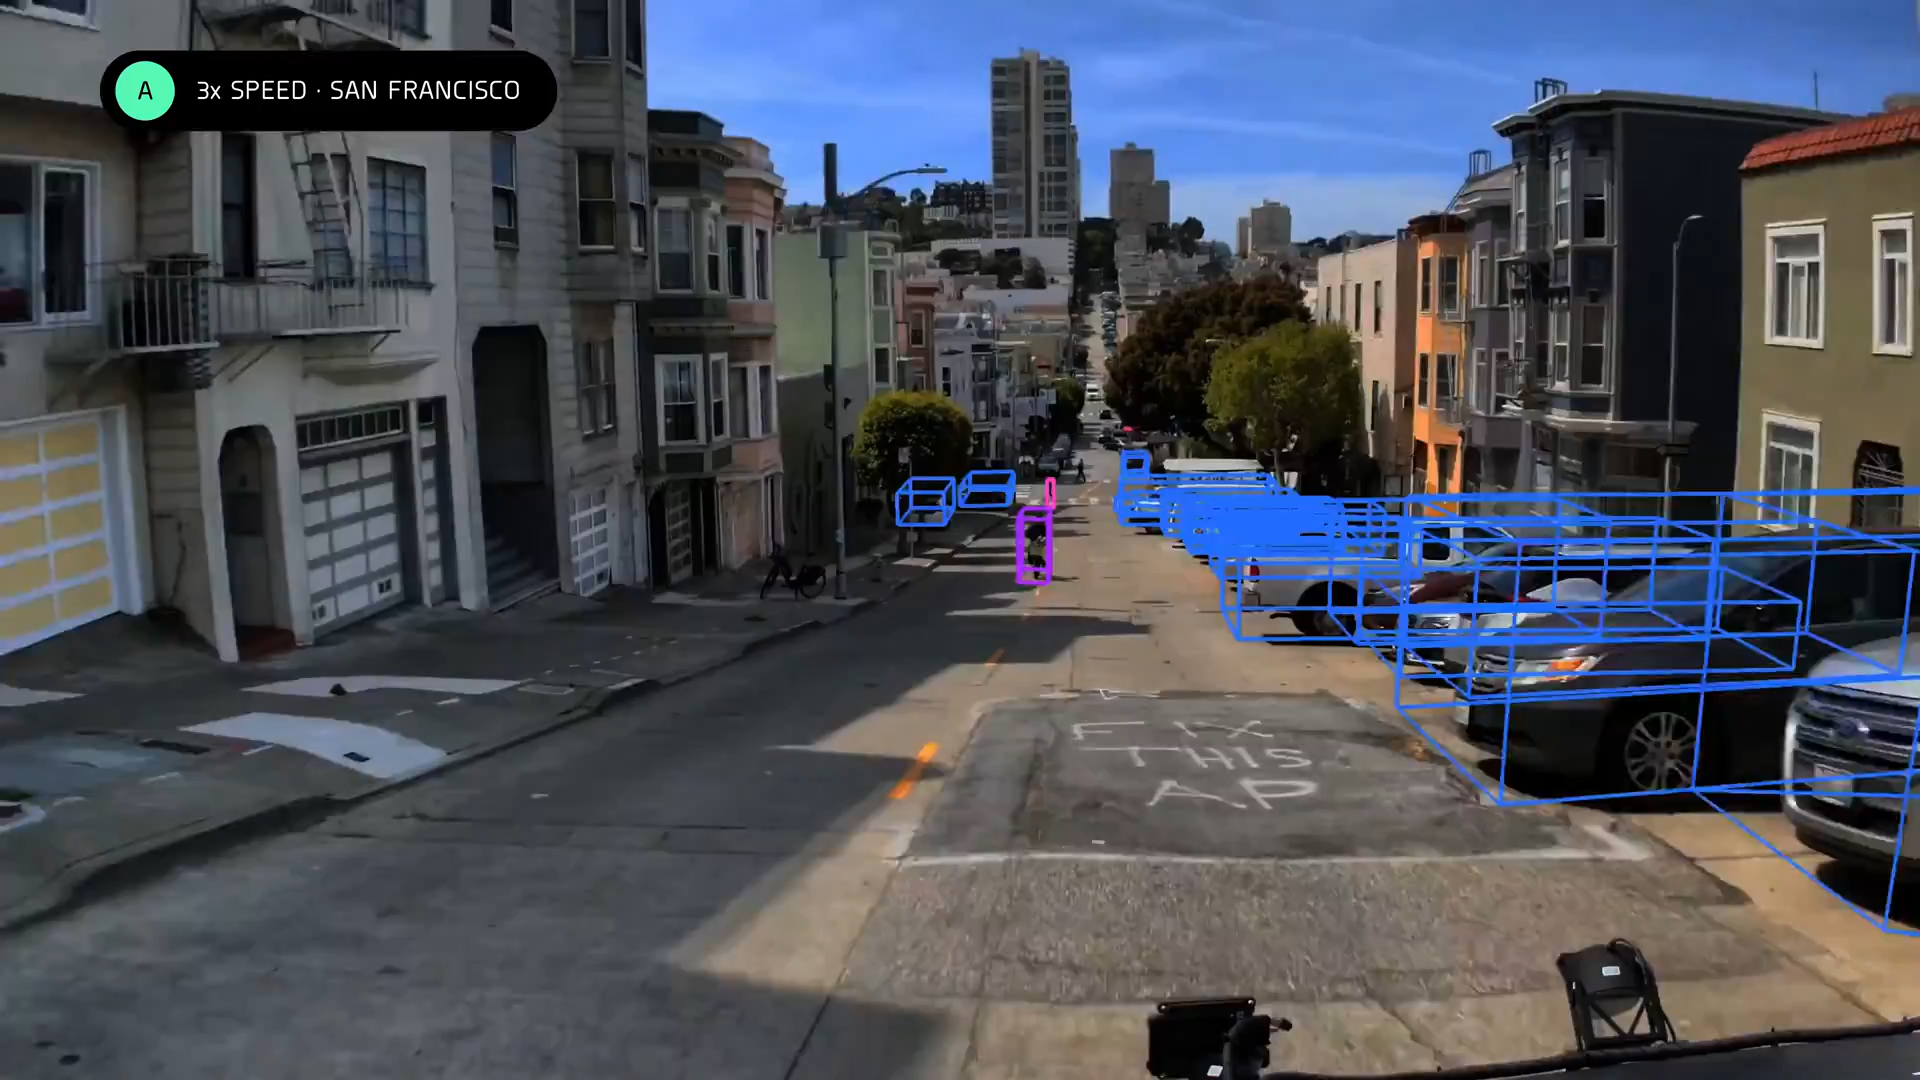 A
3x SPEED · SAN FRANCISCO
FIX
THIS
AP